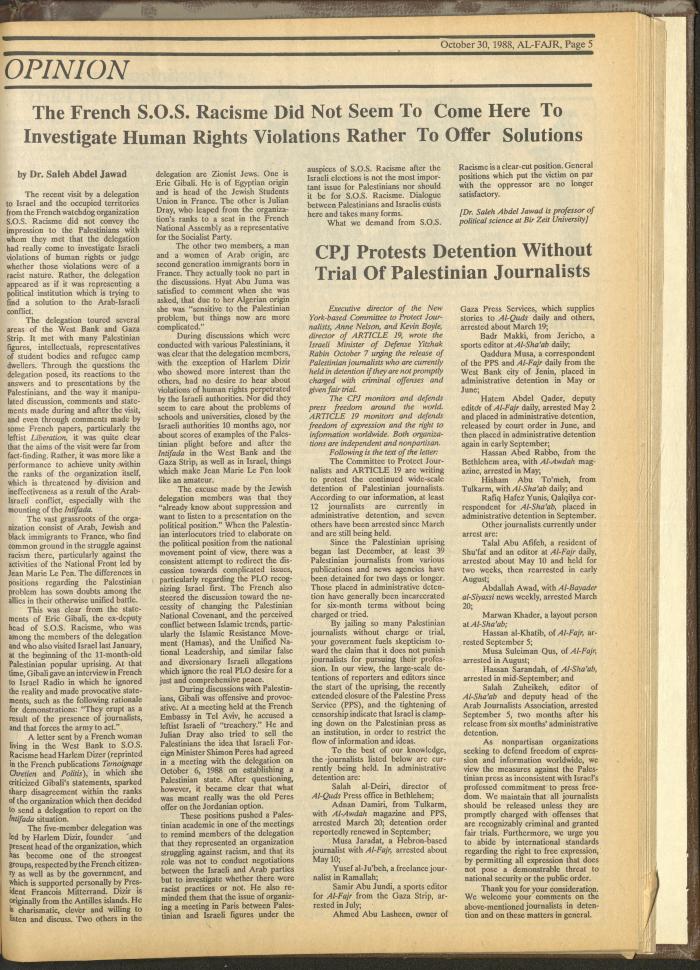 October 30, 1988, AL-FAJR, Page 5
OPINION
The French S.O.S. Racisme Did Not Seem To Come Here To
Investigate Human Rights Violations Rather To Offer Solutions
by Dr. Saleh Abdel Jawad
The recent visit by a delegation
to Israel and the occupied territories
from the French watchdog organization
S.O.S. Racisme did not convey the
impression to the Palestinians with
whom they met that the delegation
had really come to investigate Israeli
violations of human rights or judge
whether those violations were of a
racist nature. Rather, the delegation
appeared as if it was representing a
political institution which is trying to
find a solution to the Arab-Israeli
conflict.
The delegation toured several
areas of the West Bank and Gaza
Strip. It met with many Palestinian
figures, intellectuals, representatives
of student bodies and refugee camp
dwellers. Through the questions the
delegation posed, its reactions to the
answers and to presentations by the
Palestinians, and the way it manipu-
lated discussion, comments and state-
ments made during and after the visit,
and even through comments made by
some French papers, particularly the
leftist Liberation, it was quite clear
that the aims of the visit were far from
fact-finding. Rather, it was more like a
performance to achieve unity within
the ranks of the organization itself,
which is threatened by division and
ineffectiveness as a result of the Arab-
Israeli conflict, especially with the
mounting of the Intifada.
The vast grassroots of the orga-
nization consist of Arab, Jewish and
black immigrants to France, who find
common ground in the struggle against
racism there, particularly against the
activities of the National Front led by
Jean Marie Le Pen. The differences in
positions regarding the Palestinian
problem has sown doubts among the
allies in their otherwise unified battle.
This was clear from the state-
ments of Eric Gibali, the ex-deputy
head of S.O.S. Racisme, who was
among the members of the delegation
and who also visited Israel last January,
at the beginning of the 11-month-old
Palestinian popular uprising. At that
time, Gibali gave an interview in French
to Israel Radio in which he ignored
the reality and made provocative state-
ments, such as the following rationale
for demonstrations: "They erupt as a
result of the presence of journalists,
and that forces the army to act."
A letter sent by a French woman
living in the West Bank to S.O.S.
Racisme head Harlem Dizer (reprinted
in the French publications Temoignage
Chretien and Politis), in which she
criticized Gibali's statements, sparked
sharp disagreement within the ranks
of the organization which then decided
to send a delegation to report on the
Intifada situation.
The five-member delegation was
led by Harlem Dizir, founder and
present head of the organization, which
has become one of the strongest
groups, respected by the French citizen-
ry as well as by the government, and
which is supported personally by Pres-
ident Francois Mitterrand. Dizir is
originally from the Antilles islands. He
is charismatic, clever and willing to
listen and discuss. Two others in the
delegation are Zionist Jews. One is
Eric Gibali. He is of Egyptian origin
and is head of the Jewish Students
Union in France. The other is Julian
Dray, who leaped from the organiza-
tion's ranks to a seat in the French
National Assembly as a representative
for the Socialist Party.
The other two members, a man
and a women of Arab origin, are
second generation immigrants born in
France. They actually took no part in
the discussions. Hyat Abu Juma was
satisfied to comment when she was
asked, that due to her Algerian origin
she was "sensitive to the Palestinian
problem, but things now are more
complicated."
During discussions which were
conducted with various Palestinians, it
was clear that the delegation members,
with the exception of Harlem Dizir
who showed more interest than the
others, had no desire to hear about
violations of human rights perpetrated
by the Israeli authorities. Nor did they
seem to care about the problems of
schools and universities, closed by the
Israeli authorities 10 months ago, nor
about scores of examples of the Pales-
tinian plight before and after the
Intifada in the West Bank and the
Gaza Strip, as well as in Israel, things
which make Jean Marie Le Pen look
like an amateur.
The excuse made by the Jewish
delegation members was that they
"already know about suppression and
want to listen to a presentation on the
political position." When the Palestin-
ian interlocutors tried to elaborate on
the political position from the national
movement point of view, there was a
consistent attempt to redirect the dis-
cussion towards complicated issues,
particularly regarding the PLO recog-
nizing Israel first. The French also
steered the discussion toward the ne-
cessity of changing the Palestinian
National Covenant, and the perceived
conflict between Islamic trends, partic-
ularly the Islamic Resistance Move-
ment (Hamas), and the Unified Na-
tional Leadership, and similar false
and diversionary Israeli allegations
which ignore the real PLO desire for a
just and comprehensive peace.
During discussions with Palestin-
ians, Gibali was offensive and provoc-
ative. At a meeting held at the French
Embassy in Tel Aviv, he accused a
leftist Israeli of "treachery." He and
Julian Dray also tried to sell the
Palestinians the idea that Israeli For-
eign Minister Shimon Peres had agreed
in a meeting with the delegation on
October 6, 1988 on establishing a
Palestinian state. After questioning,
however, it became clear that what
was meant really was the old Peres
offer on the Jordanian option.
These positions pushed a Pales-
tinian academic in one of the meetings
to remind members of the delegation
that they represented an organization
struggling against racism, and that its
role was not to conduct negotiations
between the Israeli and Arab parties
but to investigate whether there were
racist practices or not. He also re-
minded them that the issue of organiz-
ing a meeting in Paris between Pales-
tinian and Israeli figures under the
auspices of S.O.S. Racisme after the
Israeli elections is not the most impor-
tant issue for Palestinians nor should
it be for S.O.S. Racisme. Dialogue
between Palestinians and Israelis exists
here and takes many forms.
What we demand from S.O.S.
Racisme is a clear-cut position. General
positions which put the victim on par
with the oppressor are no longer
satisfactory.
[Dr. Saleh Abdel Jawad is professor of
political science at Bir Zeit University]
CPJ Protests Detention Without
Trial Of Palestinian Journalists
Executive director of the New
York-based Committee to Protect Jour-
nalists, Anne Nelson, and Kevin Boyle,
director of ARTICLE 19, wrote the
Israeli Minister of Defense Yitzhak
Rabin October 7 urging the release of
Palestinian journalists who are currently
held in detention if they are not promptly
charged with criminal offenses and
given fair trial.
The CPJ monitors and defends
press freedom around the world.
ARTICLE 19 monitors and defends
freedom of expression and the right to
information worldwide. Both organiza-
tions are independent and nonpartisan.
Following is the text of the letter:
The Committee to Protect Jour-
nalists and ARTICLE 19 are writing
to protest the continued wide-scale
detention of Palestinian journalists.
According to our information, at least
12 journalists are currently in
administrative detention, and seven
others have been arrested since March
and are still being held.
Since the Palestinian uprising
began last December, at least 39
Palestinian journalists from various
publications and news agencies have
been detained for two days or longer.
Those placed in administrative deten-
tion have generally been incarcerated
for six-month terms without being
charged or tried.
By jailing so many Palestinian
journalists without charge or trial,
your government fuels skepticism to-
ward the claim that it does not punish
journalists for pursuing their profes-
sion. In our view, the large-scale de-
tentions of reporters and editors since
the start of the uprising, the recently
extended closure of the Palestine Press
Service (PPS), and the tightening of
censorship indicate that Israel is clamp-
ing down on the Palestinian press as
an institution, in order to restrict the
flow of information and ideas.
To the best of our knowledge,
the journalists listed below are cur-
rently being held. In administrative
detention are:
Salah al-Deiri, director of
Al-Quds Press office in Bethlehem;
Adnan Damiri, from Tulkarm,
with Al-Awdah magazine and PPS,
arrested March 20; detention order
reportedly renewed in September;
Musa Jaradat, a Hebrew-based
journalist with Al-Fajr, arrested about
May 10;
Yusef al-Ju'beh, a freelance jour-
nalist in Ramallah;
Samir Abu Jundi, a sports editor
for Al-Fajr from the Gaza Strip, ar-
rested in July;
Ahmed Abu Lasheen, owner of
Gaza Press Services, which supplies
stories to Al-Quds daily and others,
arrested about March 19;
Badr Makki, from Jericho, a
sports editor at Al-Sha'ab daily;
Qaddura Musa, a correspondent
of the PPS and Al-Fajr daily from the
West Bank city of Jenin, placed in
administrative detention in May or
June;
Hatem Abdel Qader, deputy
editor of Al-Fajr daily, arrested May 2
and placed in administrative detention,
released by court order in June, and
then placed in administrative detention
again in early September;
Hassan Abed Rabbo, from the
Bethlehem area, with Al-Awdah mag-
azine, arrested in May;
Hisham Abu To'meh, from
Tulkarm, with Al-Sha'ab daily; and
Rafiq Hafez Yunis, Qalqilya cor-
respondent for Al-Sha'ab, placed in
administrative detention in September.
Other journalists currently under
arrest are:
Talal Abu Afifeh, a resident of
Shu'fat and an editor at Al-Fajr daily,
arrested about May 10 and held for
two weeks, then rearrested in early
August;
Abdallah Awad, with Al-Bayader
al-Siyassi news weekly, arrested March
20;
Marwan Khader, a layout person
at Al-Sha'ab;
Hassan al-Khatib, of Al-Fajr, ar-
rested September 5;
Musa Suleiman Qus, of Al-Fajr,
arrested in August;
Hassan Sarandah, of Al-Sha'ab,
arrested in mid-September; and
Salah Zuheikeh, editor of
Al-Sha'ab and deputy head of the
Arab Journalists Association, arrested
September 5, two months after his
release from six months' administrative
detention.
As nonpartisan organizations
seeking to defend freedom of expres-
sion and information worldwide, we
view the measures against the Pales-
tinian press as inconsistent with Israel's
professed commitment to press free-
dom. We maintain that all journalists
should be released unless they are
promptly charged with offenses that
are recognizably criminal and granted
fair trials. Furthermore, we urge you
to abide by international standards
regarding the right to free expression,
by permitting all expression that does
not pose a demonstrable threat to
national security or the public order.
Thank you for your consideration.
We welcome your comments on the
above-mentioned journalists in deten-
tion and on these matters in general.